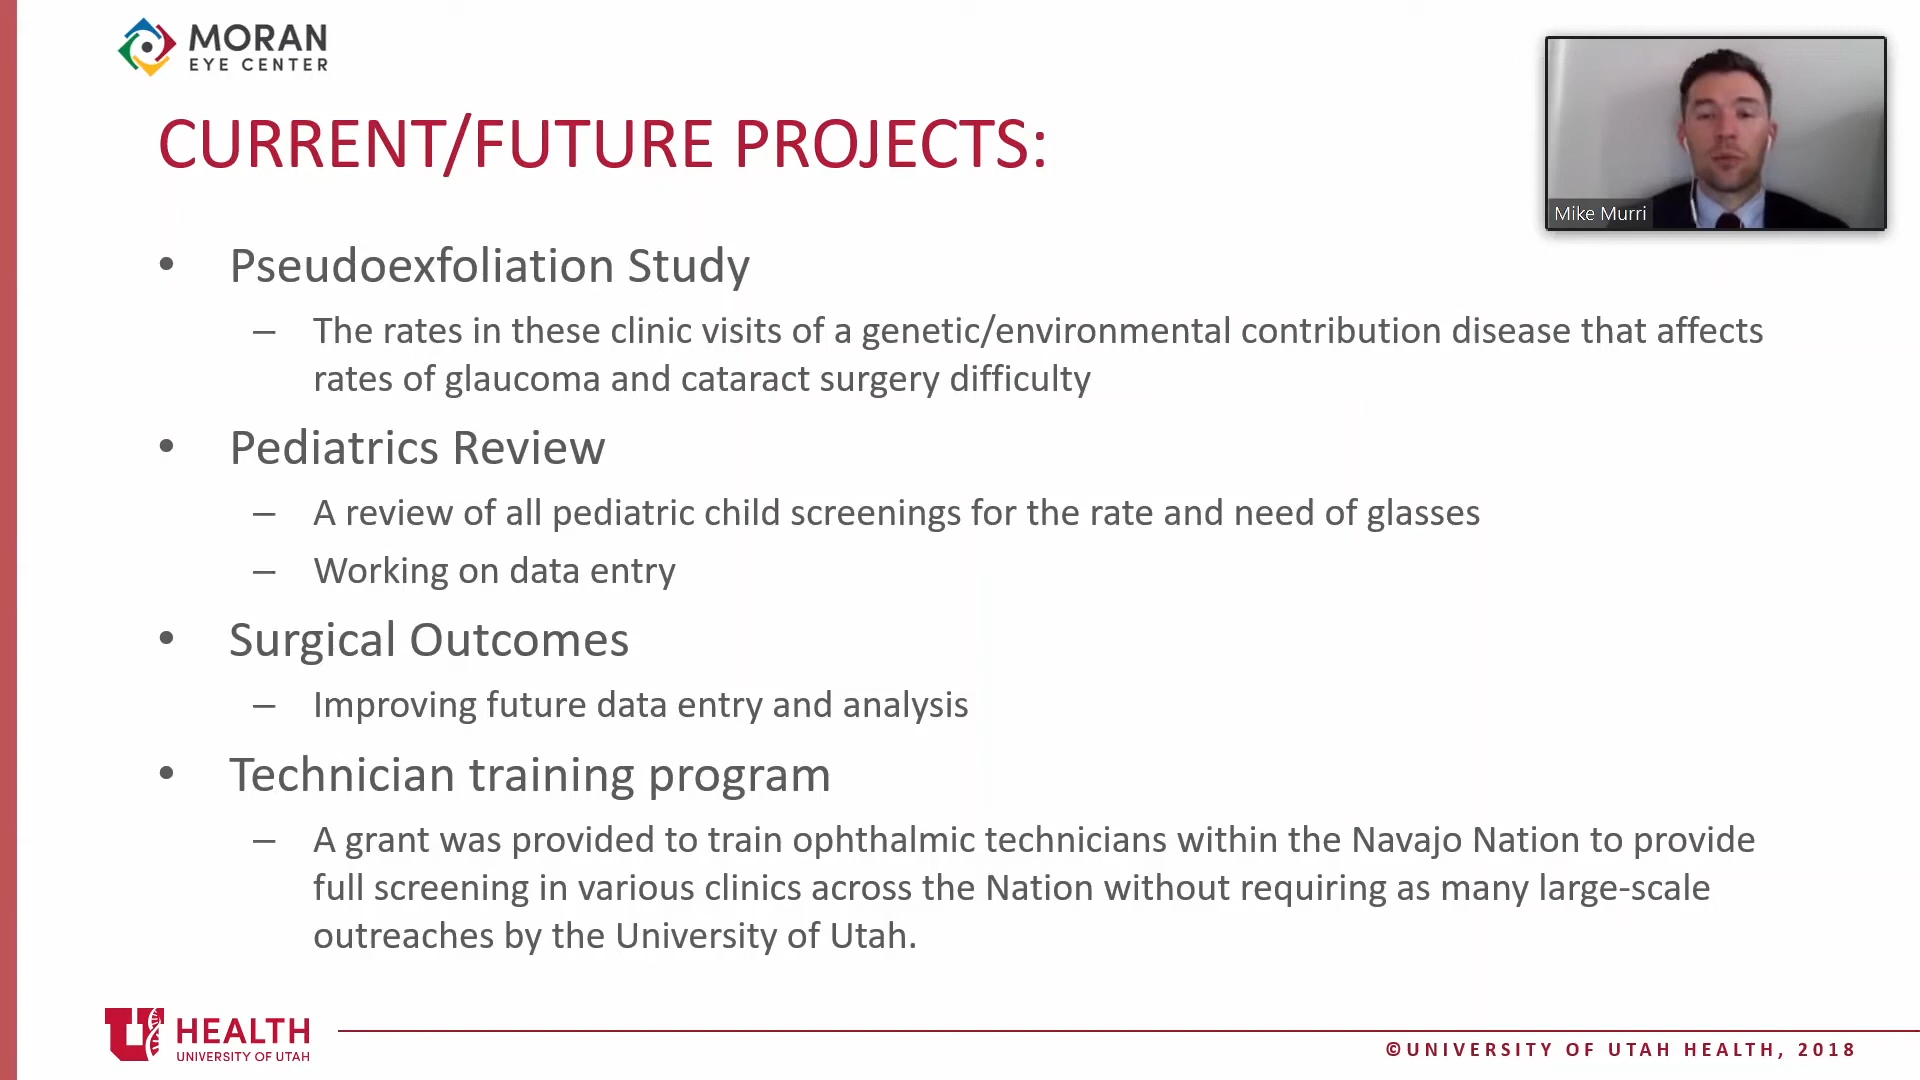 MORAN
EYE CENTER
CURRENT/FUTURE PROJECTS:
Mike Murri
• Pseudoexfoliation Study
– The rates in these clinic visits of a genetic/environmental contribution disease that affects
rates of glaucoma and cataract surgery difficulty
• Pediatrics Review
– A review of all pediatric child screenings for the rate and need of glasses
– Working on data entry
• Surgical Outcomes
– Improving future data entry and analysis
• Technician training program
– A grant was provided to train ophthalmic technicians within the Navajo Nation to provide
full screening in various clinics across the Nation without requiring as many large-scale
outreaches by the University of Utah.
U HEALTH
UNIVERSITY OF UTAH
©UNIVERSITY OF UTAH HEALTH, 2018